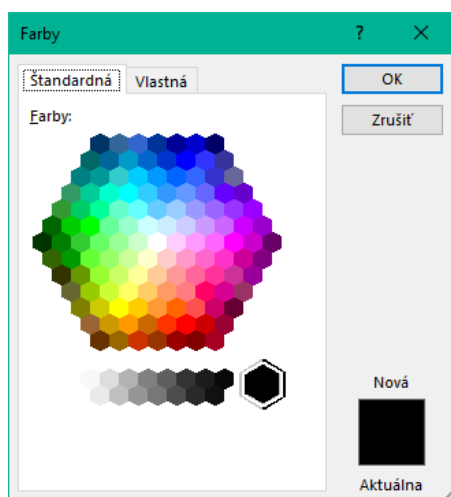 Farby ? ×
Štandardná Vlastná
OK
Zrušiť
Farby:
Nová
Aktuálna